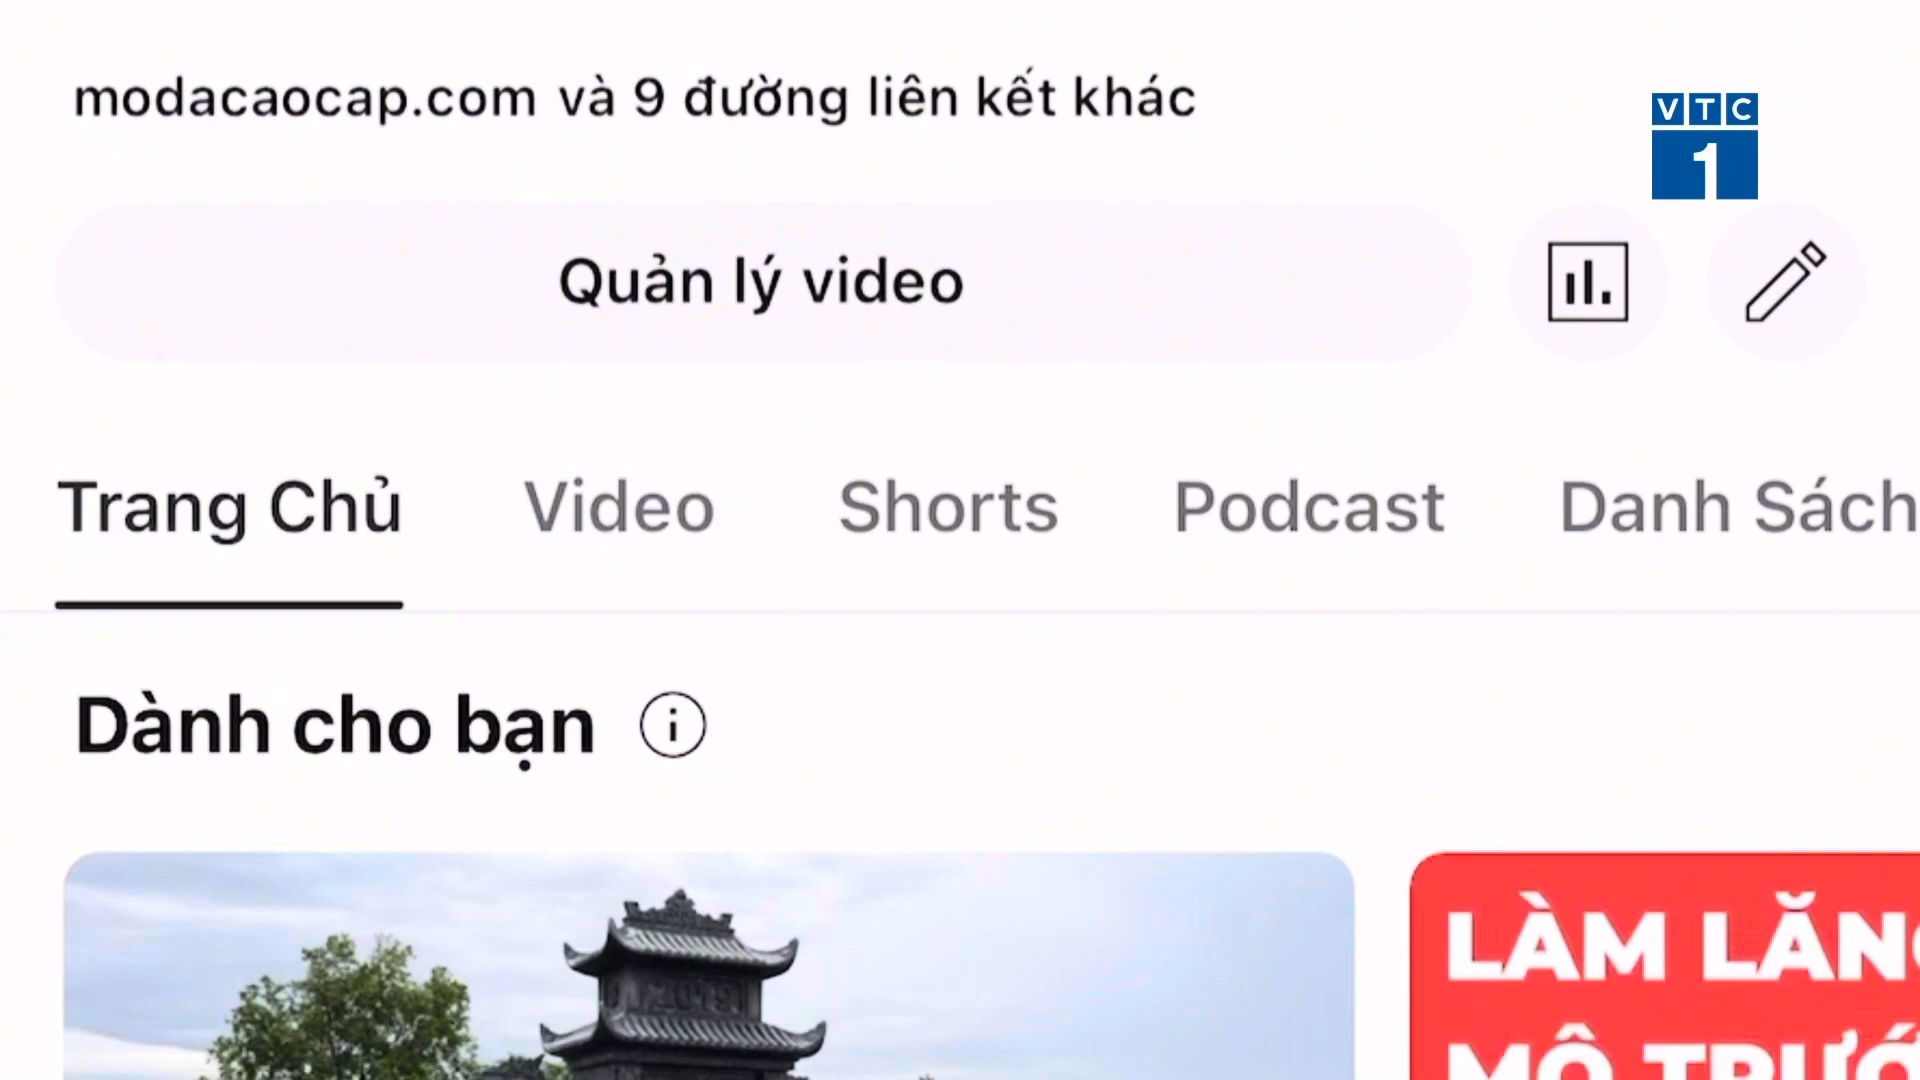 modacaocap.com và 9 đường liên kết khác
VTC
1
Quản lý video
Trang Chủ
Video
Shorts
Podcast
Danh Sách
Dành cho bạn
LÀM
MỘ